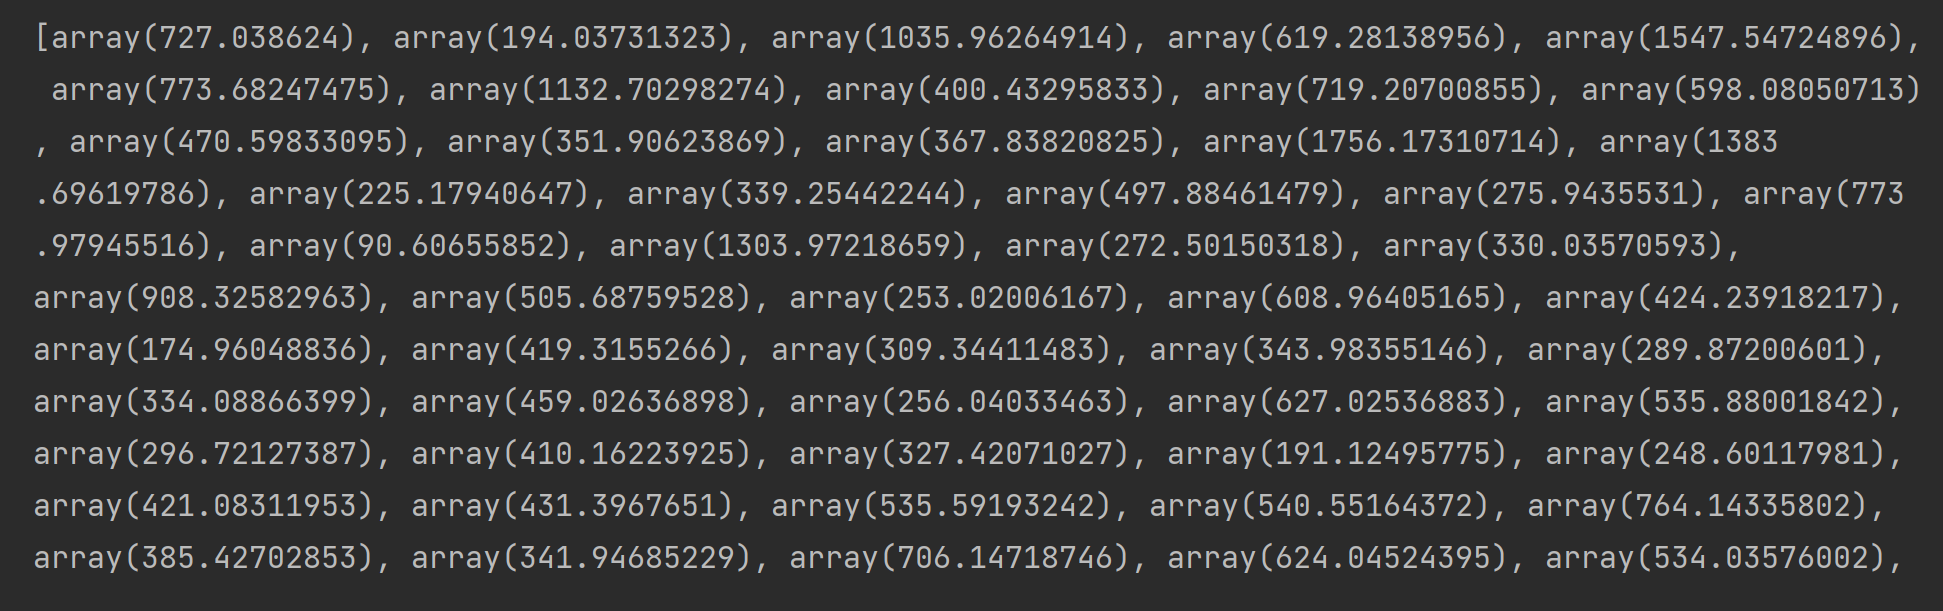 [array(727.038624), array(194.03731323), array(1035.96264914), array(619.28138956), array(1547.54724896),
array(773.68247475), array(1132.70298274), array(400.43295833), array(719.20700855), array(598.08050713)
, array(470.59833095), array(351.90623869), array(367.83820825), array(1756.17310714), array(1383
.69619786), array(225.17940647), array(339.25442244), array(497.88461479), array(275.9435531), array(773
.97945516), array(90.60655852), array(1303.97218659), array(272.50150318), array(330.03570593),
array(908.32582963), array(505.68759528), array(253.02006167), array(608.96405165), array(424.23918217),
array(174.96048836), array(419.3155266), array(309.34411483), array(343.98355146), array(289.87200601),
array(334.08866399), array(459.02636898), array(256.04033463), array(627.02536883), array(535.88001842),
array(296.72127387), array(410.16223925), array(327.42071027), array(191.12495775), array(248.60117981),
array(421.08311953), array(431.3967651), array(535.59193242), array(540.55164372), array(764.14335802),
array(385.42702853), array(341.94685229), array(706.14718746), array(624.04524395), array(534.03576002),